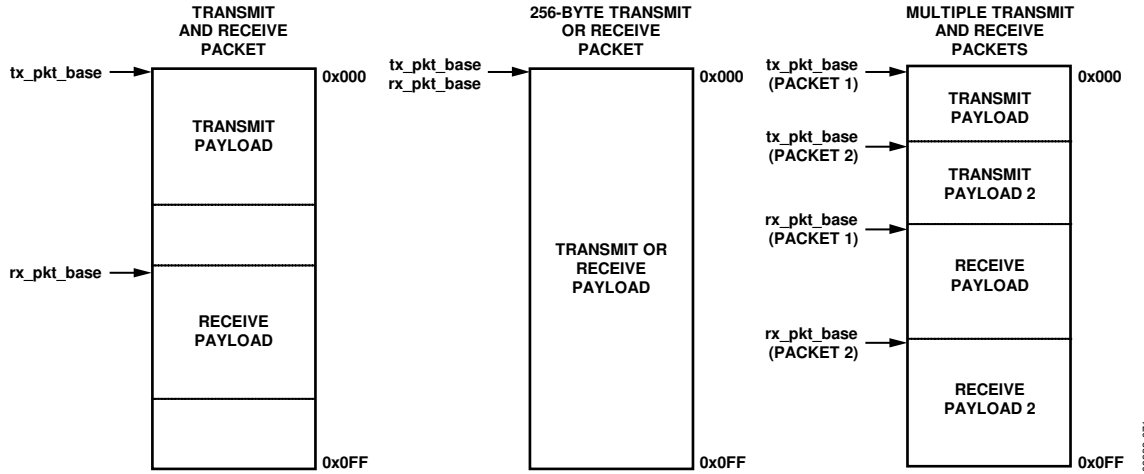 TRANSMIT
AND RECEIVE
PACKET
tx_pkt_base
0x000
TRANSMIT
PAYLOAD
rx_pkt_base
RECEIVE
PAYLOAD
0x0FF
256-BYTE TRANSMIT
OR RECEIVE
PACKET
tx_pkt_base
rx_pkt_base
0x000
TRANSMIT OR
RECEIVE
PAYLOAD
0x0FF
MULTIPLE TRANSMIT
AND RECEIVE
PACKETS
tx_pkt_base
(PACKET 1)
0x000
TRANSMIT
PAYLOAD
tx_pkt_base
(PACKET 2)
TRANSMIT
PAYLOAD 2
rx_pkt_base
(PACKET 1)
RECEIVE
PAYLOAD
rx_pkt_base
(PACKET 2)
RECEIVE
PAYLOAD 2
0x0FF